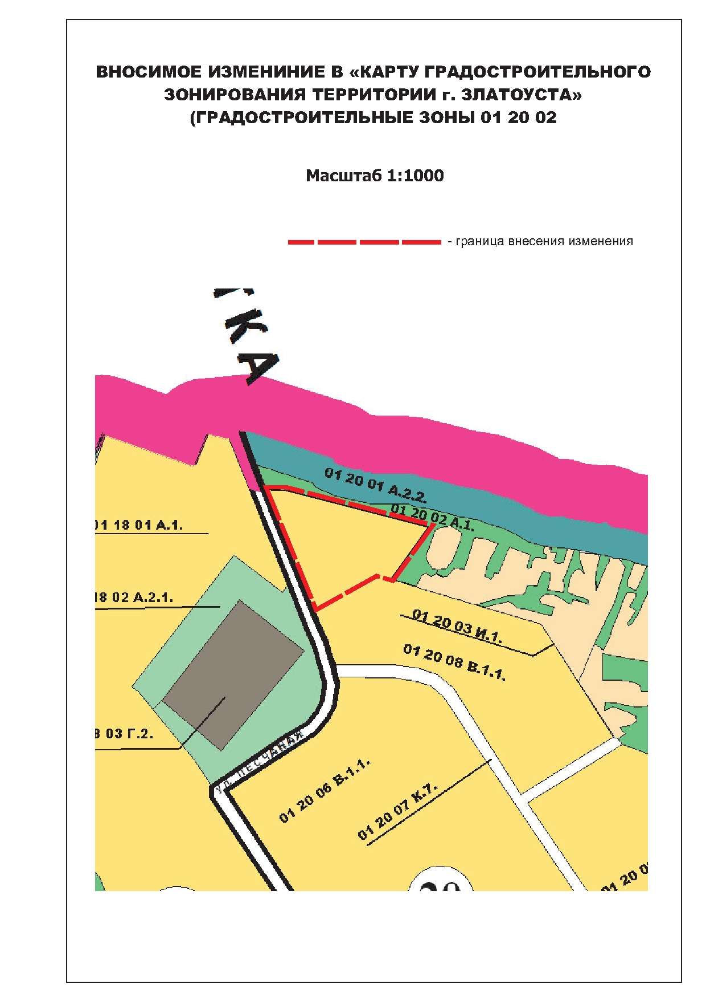 ВНОСИМОЕ ИЗМЕНИНИЕ В «КАРТУ ГРАДОСТРОИТЕЛЬНОГО
ЗОНИРОВАНИЯ ТЕРРИТОРИИ г. ЗЛАТОУСТА»
(ГРАДОСТРОИТЕЛЬНЫЕ ЗОНЫ 01 20 02
Масштаб 1:1000
- граница внесения изменения
КА
01 20 01 А.2.2.
01 20 02 А.1.
01 18 01 А.1.
18 02 А.2.1.
01 20 03 И.1.
01 20 08 В.1.1.
03 Г.2.
УЛ. ПЕСЧАНАЯ
01 20 06 В.1.1.
01 20 07 К.7.
01 20